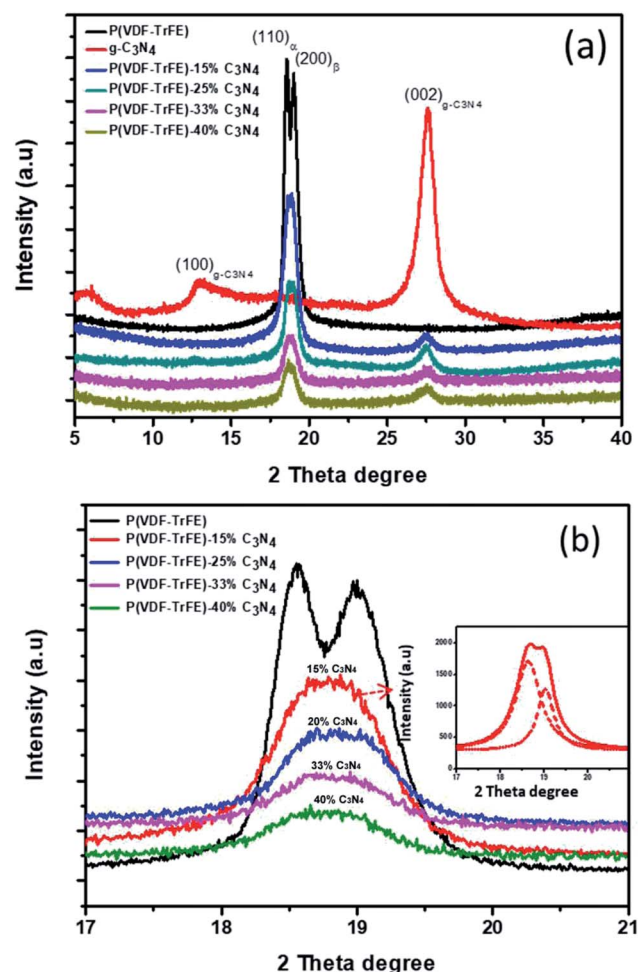 (a)
P(VDF-TrFE)
g-C3N4
P(VDF-TrFE)-15% C3N4
P(VDF-TrFE)-25% C3N4
P(VDF-TrFE)-33% C3N4
P(VDF-TrFE)-40% C3N4
(110)α
(200)β
(002)g-C3N4
(100)g-C3N4
Intensity (a.u)
5 10 15 20 25 30 35 40
2 Theta degree
(b)
P(VDF-TrFE)
P(VDF-TrFE)-15% C3N4
P(VDF-TrFE)-25% C3N4
P(VDF-TrFE)-33% C3N4
P(VDF-TrFE)-40% C3N4
15% C3N4
20% C3N4
33% C3N4
40% C3N4
Intensity (a.u)
2000
1500
1000
500
17 18 19 20
2 Theta degree
Intensity (a.u)
17 18 19 20 21
2 Theta degree